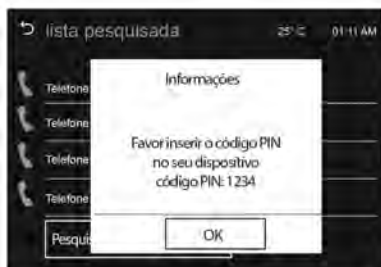 lista pesquisada 25°C 01:11 AM
Informações
Telefone
Telefone
Favor inserir o código PIN
no seu dispositivo
código PIN: 1234
Telefone
Telefone
Pesquis
OK